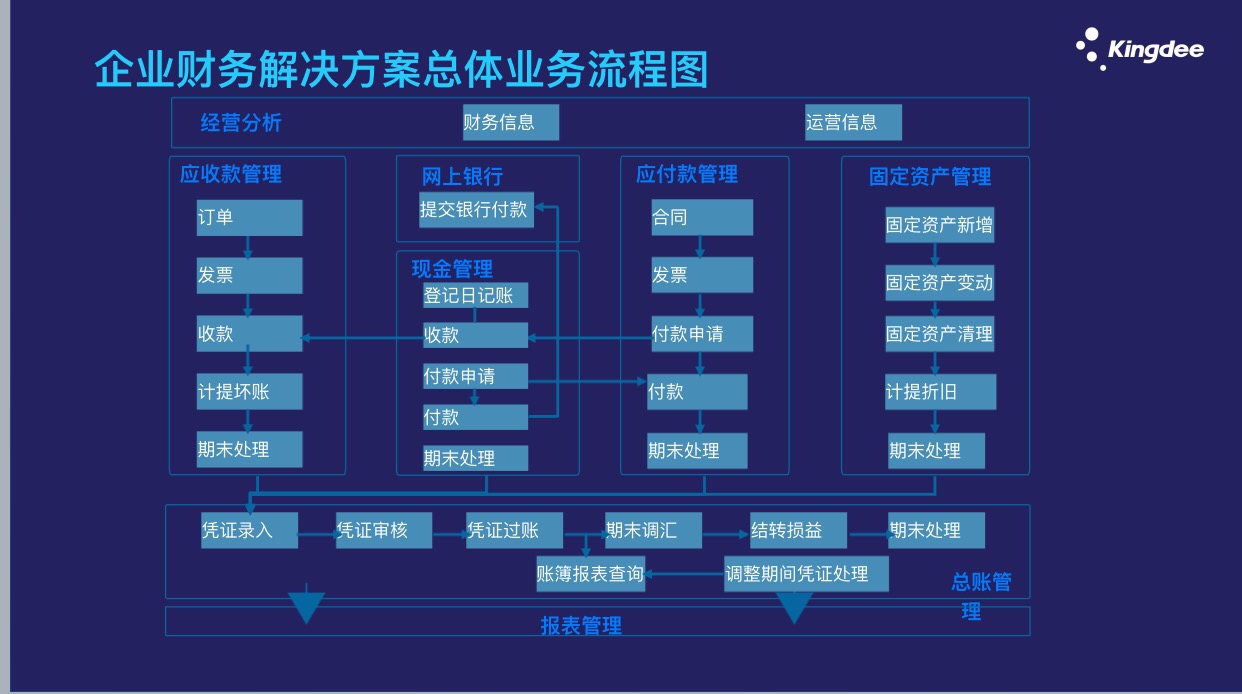 企业财务解决方案总体业务流程图
Kingdee
经营分析
财务信息
运营信息
应收款管理
订单
发票
收款
计提坏账
期末处理
网上银行
提交银行付款
现金管理
登记日记账
收款
付款申请
付款
期末处理
应付款管理
合同
发票
付款申请
付款
期末处理
固定资产管理
固定资产新增
固定资产变动
固定资产清理
计提折旧
期末处理
凭证录入
凭证审核
凭证过账
期末调汇
结转损益
期末处理
账簿报表查询
调整期间凭证处理
总账管
理
报表管理